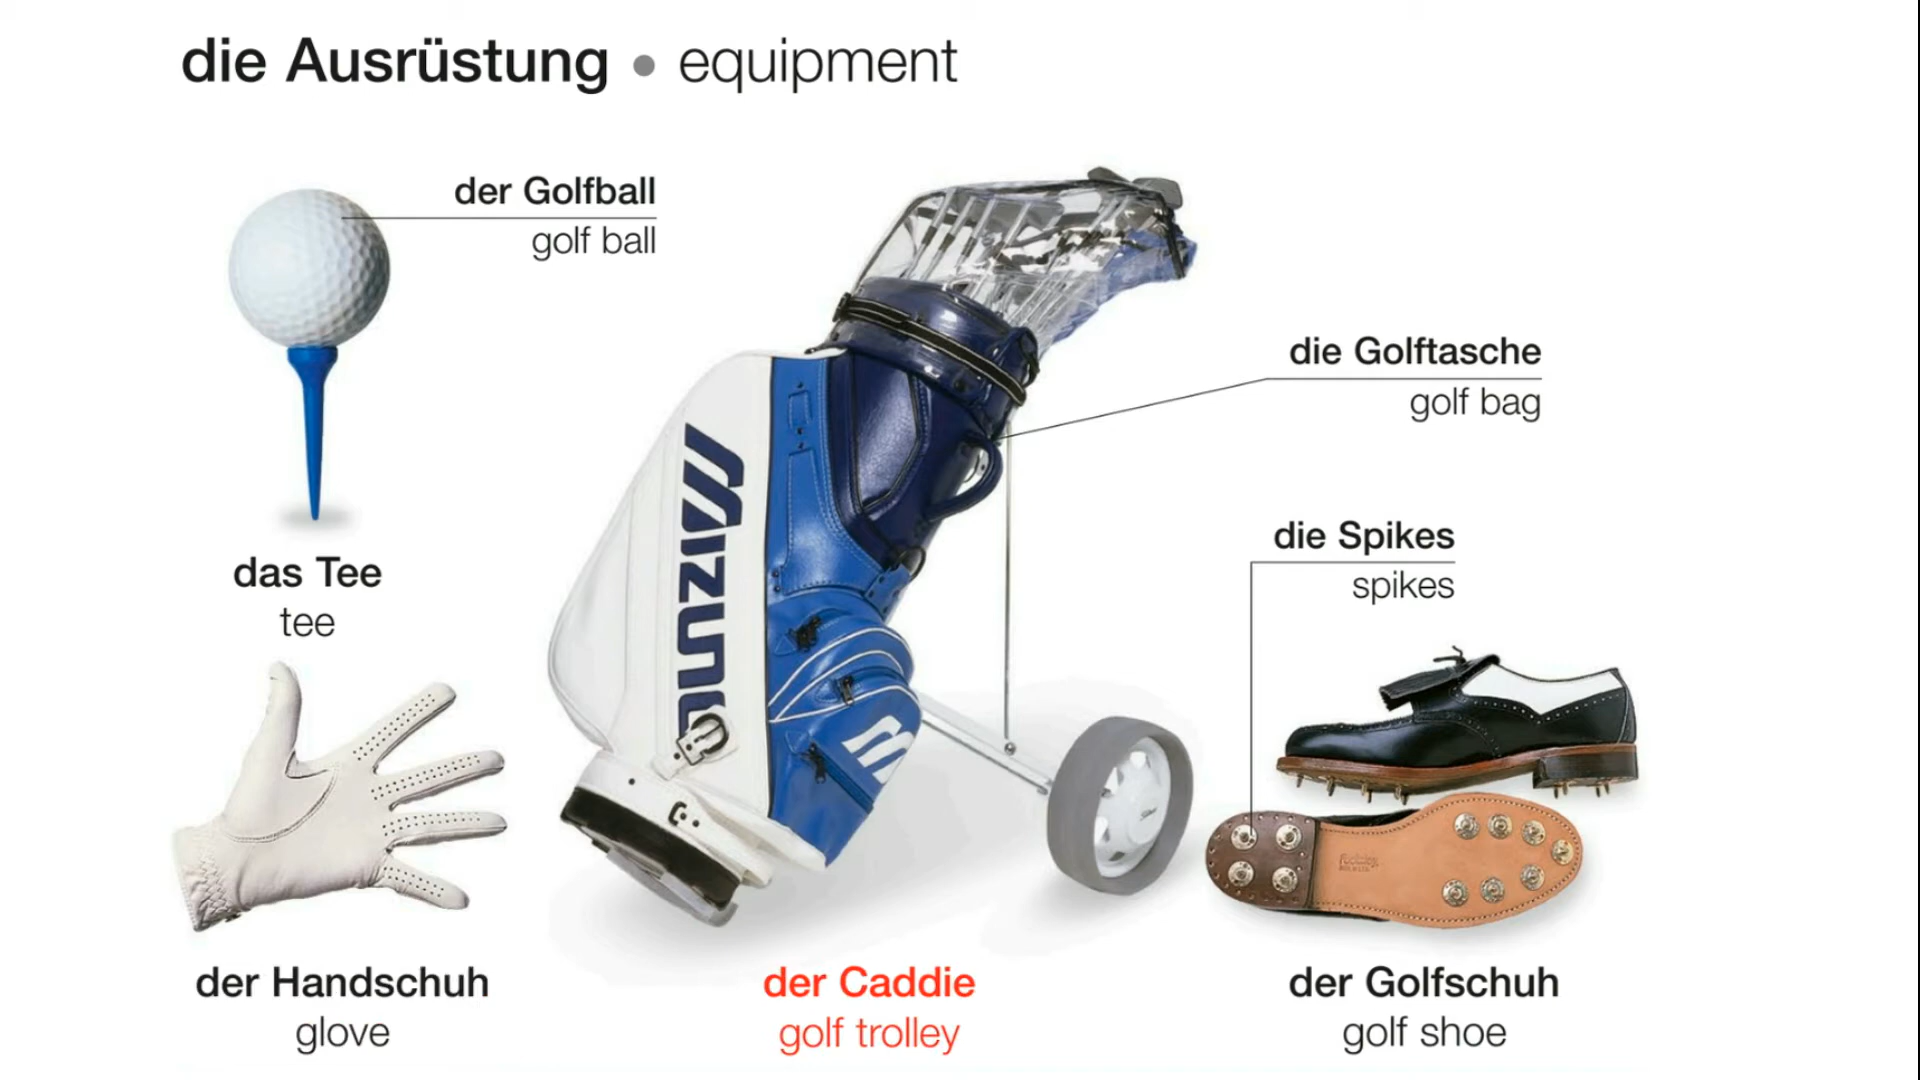 die Ausrüstung • equipment
der Golfball
golf ball
die Golftasche
golf bag
die Spikes
spikes
das Tee
tee
mizuno
der Handschuh
glove
der Caddie
golf trolley
der Golfschuh
golf shoe